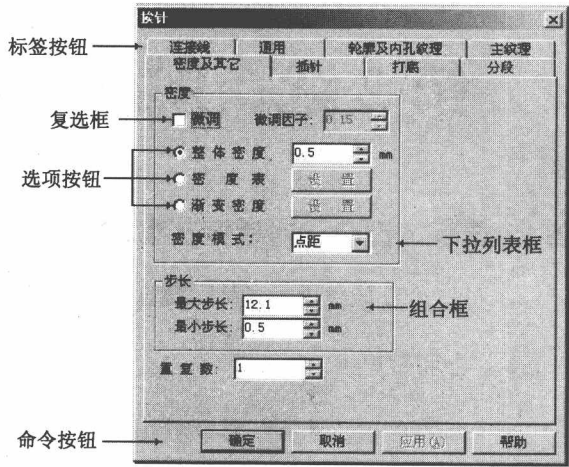 按针
标签按钮
连接线 通用 轮廓及内孔纹理 主纹理
密度及其它 插针 打底 分段
密度
复选框
微调 微调因子: 0.15
整体密度 0.5 mm
选项按钮
密度表 设置
渐变密度 设置
密度模式: 点距
下拉列表框
步长
最大步长: 12.1 mm
组合框
最小步长: 0.5 mm
重复数: 1
命令按钮
确定 取消 应用(A) 帮助